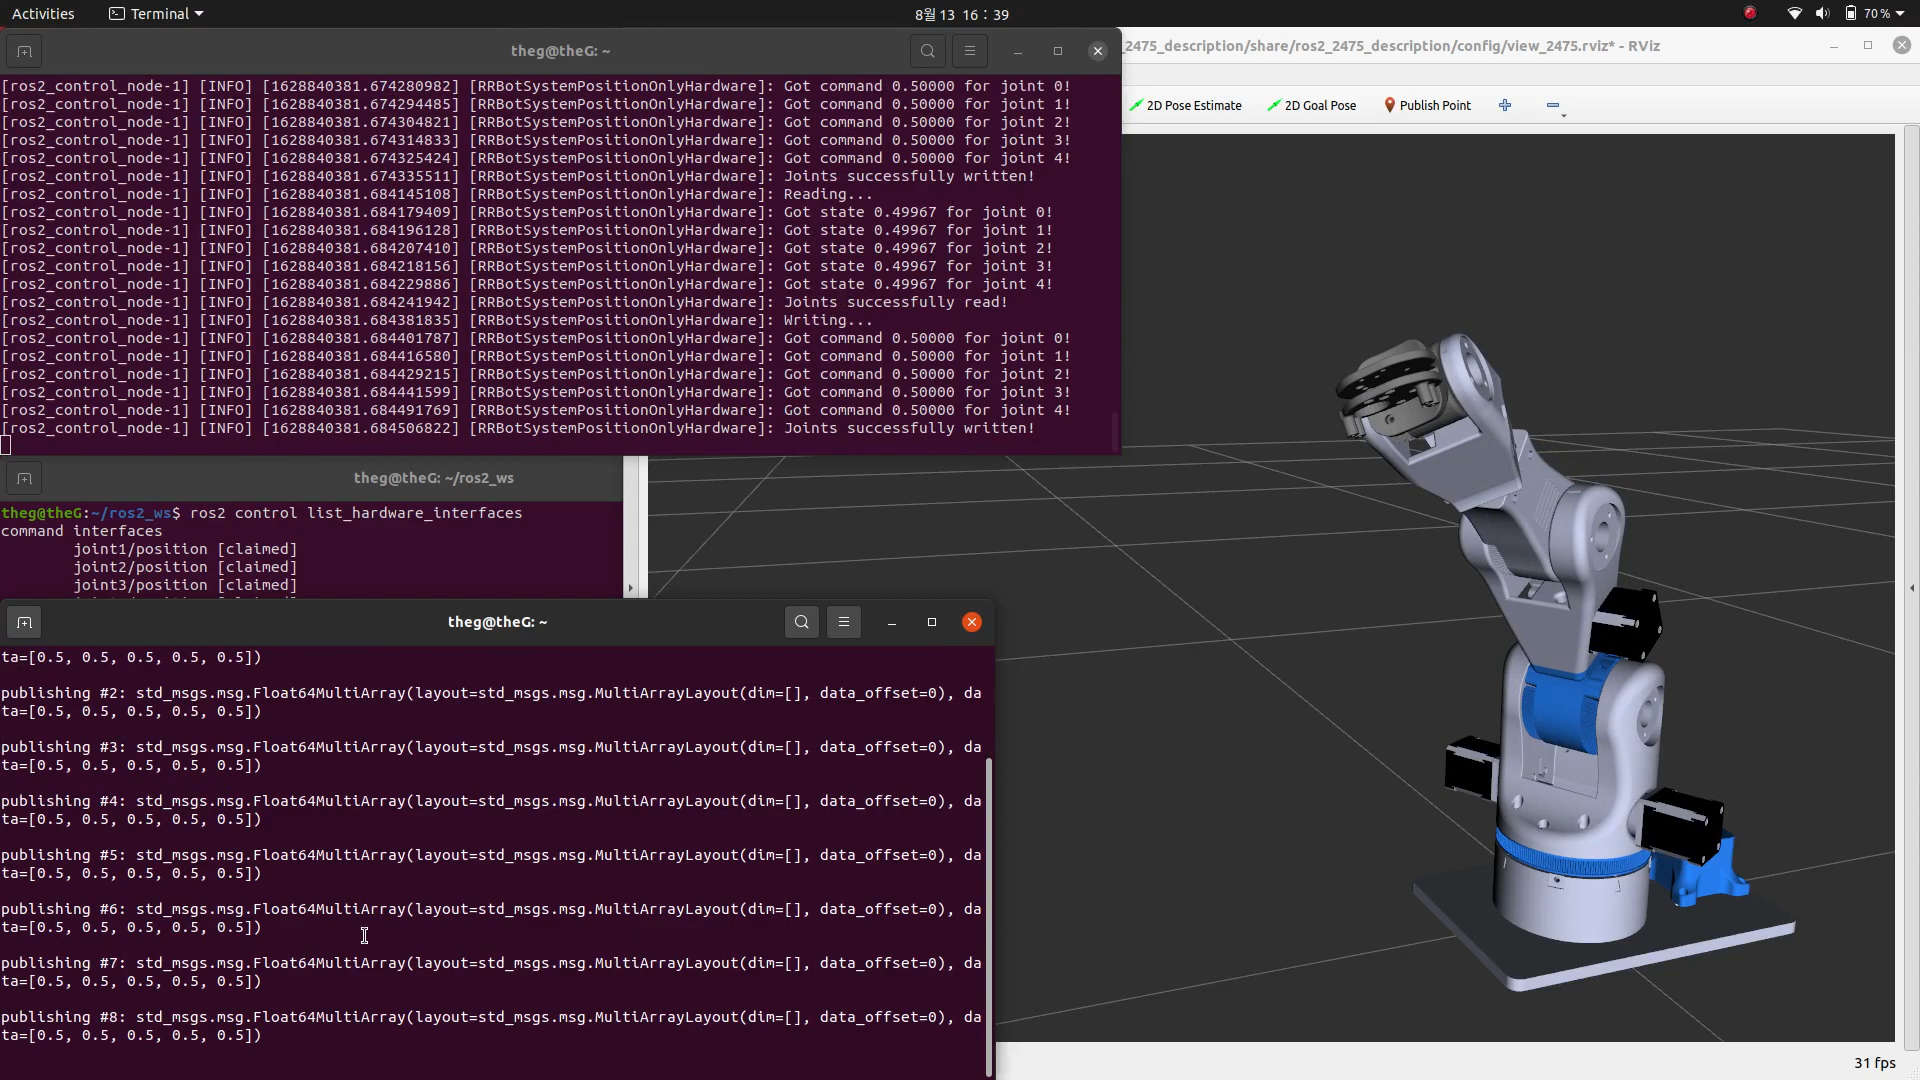 Activities
Terminal
8월 13 16 : 39
70 %
theg@theG: ~
[ros2_control_node-1] [INFO] [1628840381.674280982] [RRBotSystemPositionOnlyHardware]: Got command 0.50000 for joint 0!
[ros2_control_node-1] [INFO] [1628840381.674294485] [RRBotSystemPositionOnlyHardware]: Got command 0.50000 for joint 1!
[ros2_control_node-1] [INFO] [1628840381.674304821] [RRBotSystemPositionOnlyHardware]: Got command 0.50000 for joint 2!
[ros2_control_node-1] [INFO] [1628840381.674314833] [RRBotSystemPositionOnlyHardware]: Got command 0.50000 for joint 3!
[ros2_control_node-1] [INFO] [1628840381.674325424] [RRBotSystemPositionOnlyHardware]: Got command 0.50000 for joint 4!
[ros2_control_node-1] [INFO] [1628840381.674335511] [RRBotSystemPositionOnlyHardware]: Joints successfully written!
[ros2_control_node-1] [INFO] [1628840381.684145108] [RRBotSystemPositionOnlyHardware]: Reading...
[ros2_control_node-1] [INFO] [1628840381.684179409] [RRBotSystemPositionOnlyHardware]: Got state 0.49967 for joint 0!
[ros2_control_node-1] [INFO] [1628840381.684196128] [RRBotSystemPositionOnlyHardware]: Got state 0.49967 for joint 1!
[ros2_control_node-1] [INFO] [1628840381.684207410] [RRBotSystemPositionOnlyHardware]: Got state 0.49967 for joint 2!
[ros2_control_node-1] [INFO] [1628840381.684218156] [RRBotSystemPositionOnlyHardware]: Got state 0.49967 for joint 3!
[ros2_control_node-1] [INFO] [1628840381.684229886] [RRBotSystemPositionOnlyHardware]: Got state 0.49967 for joint 4!
[ros2_control_node-1] [INFO] [1628840381.684241942] [RRBotSystemPositionOnlyHardware]: Joints successfully read!
[ros2_control_node-1] [INFO] [1628840381.684381835] [RRBotSystemPositionOnlyHardware]: Writing...
[ros2_control_node-1] [INFO] [1628840381.684401787] [RRBotSystemPositionOnlyHardware]: Got command 0.50000 for joint 0!
[ros2_control_node-1] [INFO] [1628840381.684416580] [RRBotSystemPositionOnlyHardware]: Got command 0.50000 for joint 1!
[ros2_control_node-1] [INFO] [1628840381.684429215] [RRBotSystemPositionOnlyHardware]: Got command 0.50000 for joint 2!
[ros2_control_node-1] [INFO] [1628840381.684441599] [RRBotSystemPositionOnlyHardware]: Got command 0.50000 for joint 3!
[ros2_control_node-1] [INFO] [1628840381.684491769] [RRBotSystemPositionOnlyHardware]: Got command 0.50000 for joint 4!
[ros2_control_node-1] [INFO] [1628840381.684506822] [RRBotSystemPositionOnlyHardware]: Joints successfully written!
_2475_description/share/ros2_2475_description/config/view_2475.rviz* - RViz
2D Pose Estimate
2D Goal Pose
Publish Point
theg@theG: ~/ros2_ws
theg@theG:~/ros2_ws$ ros2 control list_hardware_interfaces
command interfaces
joint1/position [claimed]
joint2/position [claimed]
joint3/position [claimed]
theg@theG: ~
ta=[0.5, 0.5, 0.5, 0.5, 0.5])
publishing #2: std_msgs.msg.Float64MultiArray(layout=std_msgs.msg.MultiArrayLayout(dim=[], data_offset=0), da
ta=[0.5, 0.5, 0.5, 0.5, 0.5])
publishing #3: std_msgs.msg.Float64MultiArray(layout=std_msgs.msg.MultiArrayLayout(dim=[], data_offset=0), da
ta=[0.5, 0.5, 0.5, 0.5, 0.5])
publishing #4: std_msgs.msg.Float64MultiArray(layout=std_msgs.msg.MultiArrayLayout(dim=[], data_offset=0), da
ta=[0.5, 0.5, 0.5, 0.5, 0.5])
publishing #5: std_msgs.msg.Float64MultiArray(layout=std_msgs.msg.MultiArrayLayout(dim=[], data_offset=0), da
ta=[0.5, 0.5, 0.5, 0.5, 0.5])
publishing #6: std_msgs.msg.Float64MultiArray(layout=std_msgs.msg.MultiArrayLayout(dim=[], data_offset=0), da
ta=[0.5, 0.5, 0.5, 0.5, 0.5])
publishing #7: std_msgs.msg.Float64MultiArray(layout=std_msgs.msg.MultiArrayLayout(dim=[], data_offset=0), da
ta=[0.5, 0.5, 0.5, 0.5, 0.5])
publishing #8: std_msgs.msg.Float64MultiArray(layout=std_msgs.msg.MultiArrayLayout(dim=[], data_offset=0), da
ta=[0.5, 0.5, 0.5, 0.5, 0.5])
31 fps